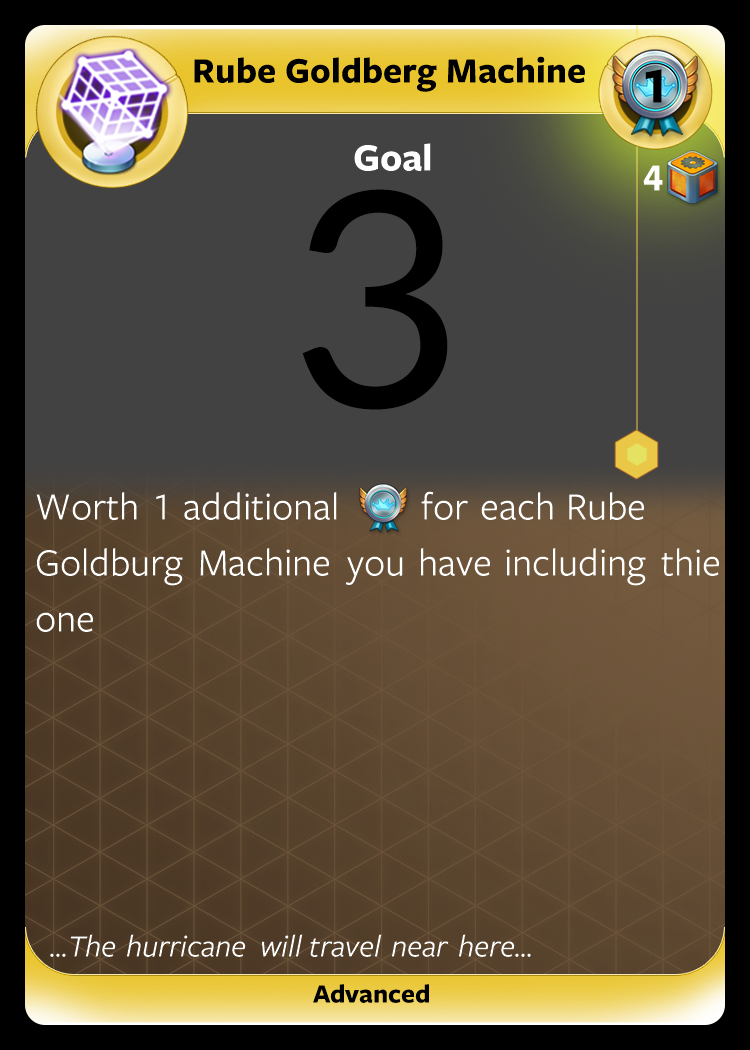 Rube Goldberg Machine
1
Goal
4
3
Worth 1 additional for each Rube
Goldburg Machine you have including thie
one
...The hurricane will travel near here...
Advanced